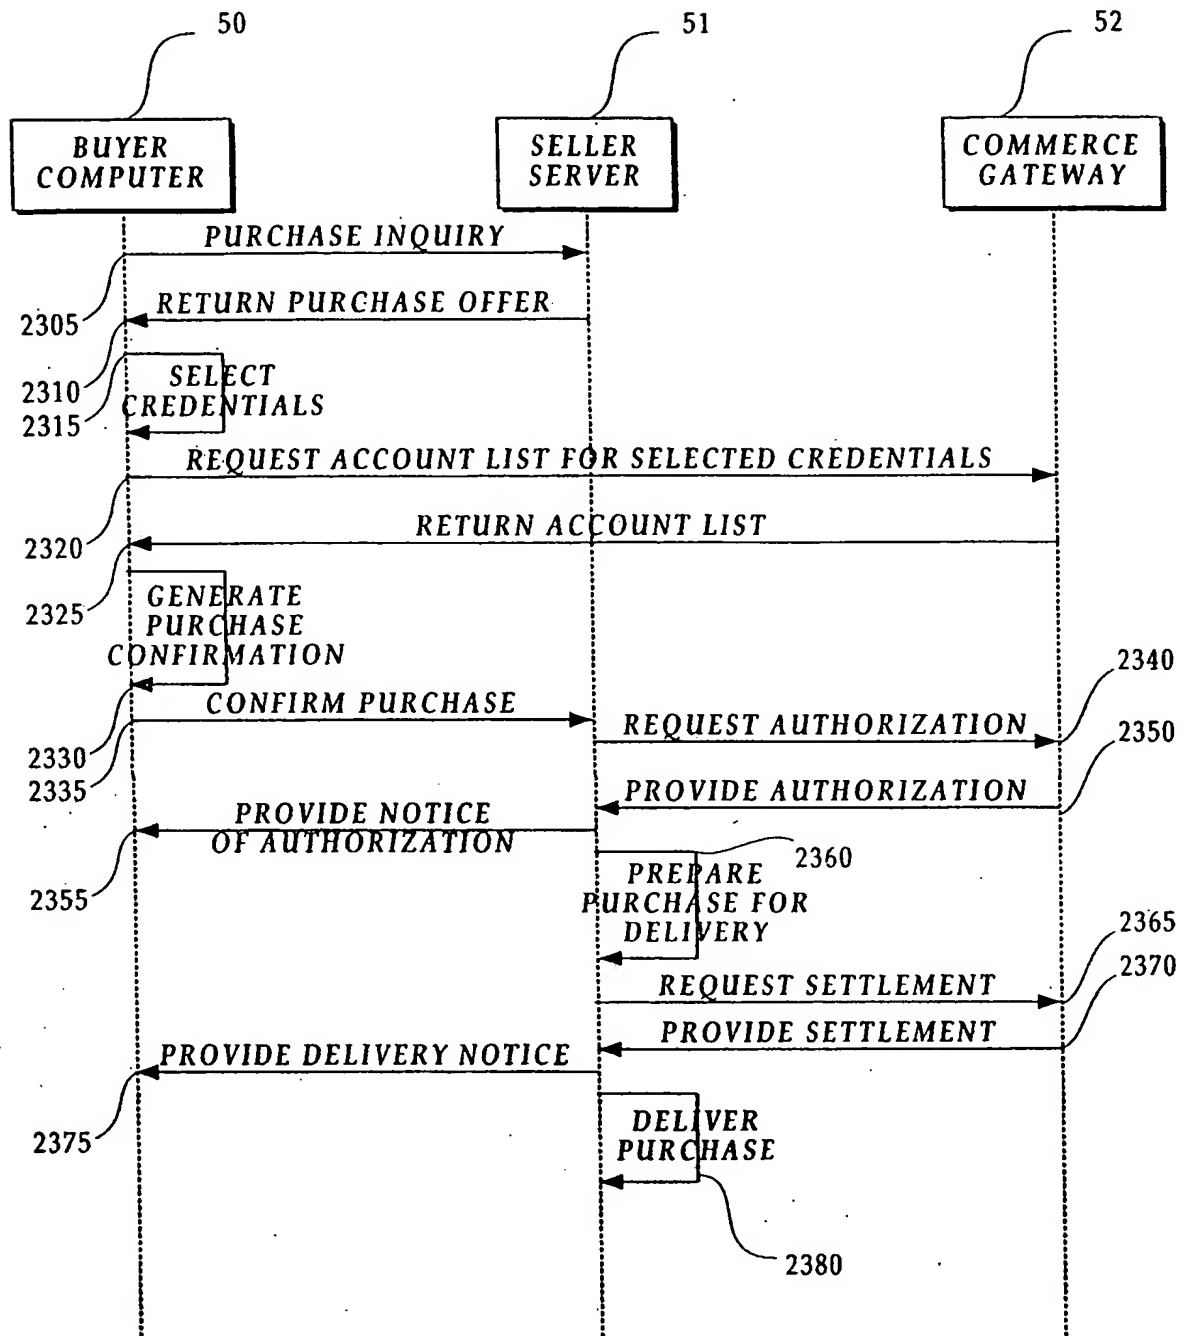 50
51
52
BUYER
COMPUTER
SELLER
SERVER
COMMERCE
GATEWAY
PURCHASE INQUIRY
2305
RETURN PURCHASE OFFER
2310
SELECT
CREDENTIALS
2315
REQUEST ACCOUNT LIST FOR SELECTED CREDENTIALS
2320
RETURN ACCOUNT LIST
2325
GENERATE
PURCHASE
CONFIRMATION
2330
CONFIRM PURCHASE
2335
REQUEST AUTHORIZATION
2340
PROVIDE AUTHORIZATION
2350
PROVIDE NOTICE
OF AUTHORIZATION
2355
PREPARE
PURCHASE FOR
DELIVERY
2360
REQUEST SETTLEMENT
2365
PROVIDE SETTLEMENT
2370
PROVIDE DELIVERY NOTICE
2375
DELIVER
PURCHASE
2380